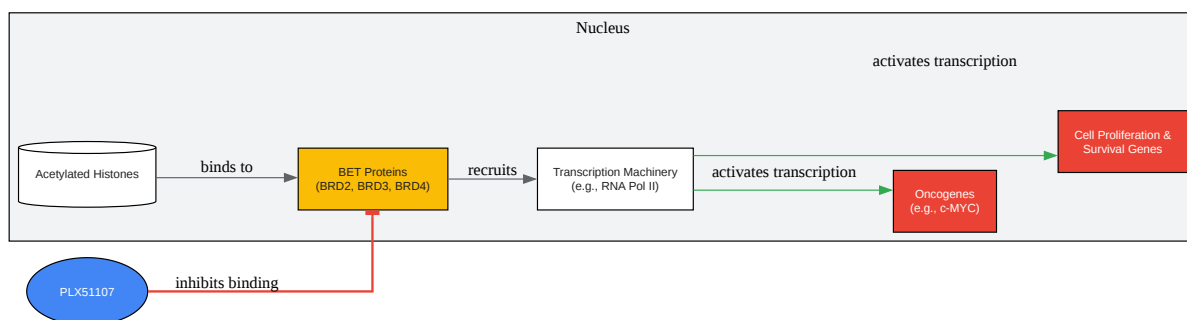 Nucleus
activates transcription
Cell Proliferation &
Survival Genes
Acetylated Histones
binds to
BET Proteins
(BRD2, BRD3, BRD4)
recruits
Transcription Machinery
(e.g., RNA Pol II)
activates transcription
Oncogenes
(e.g., c-MYC)
PLX51107
inhibits binding